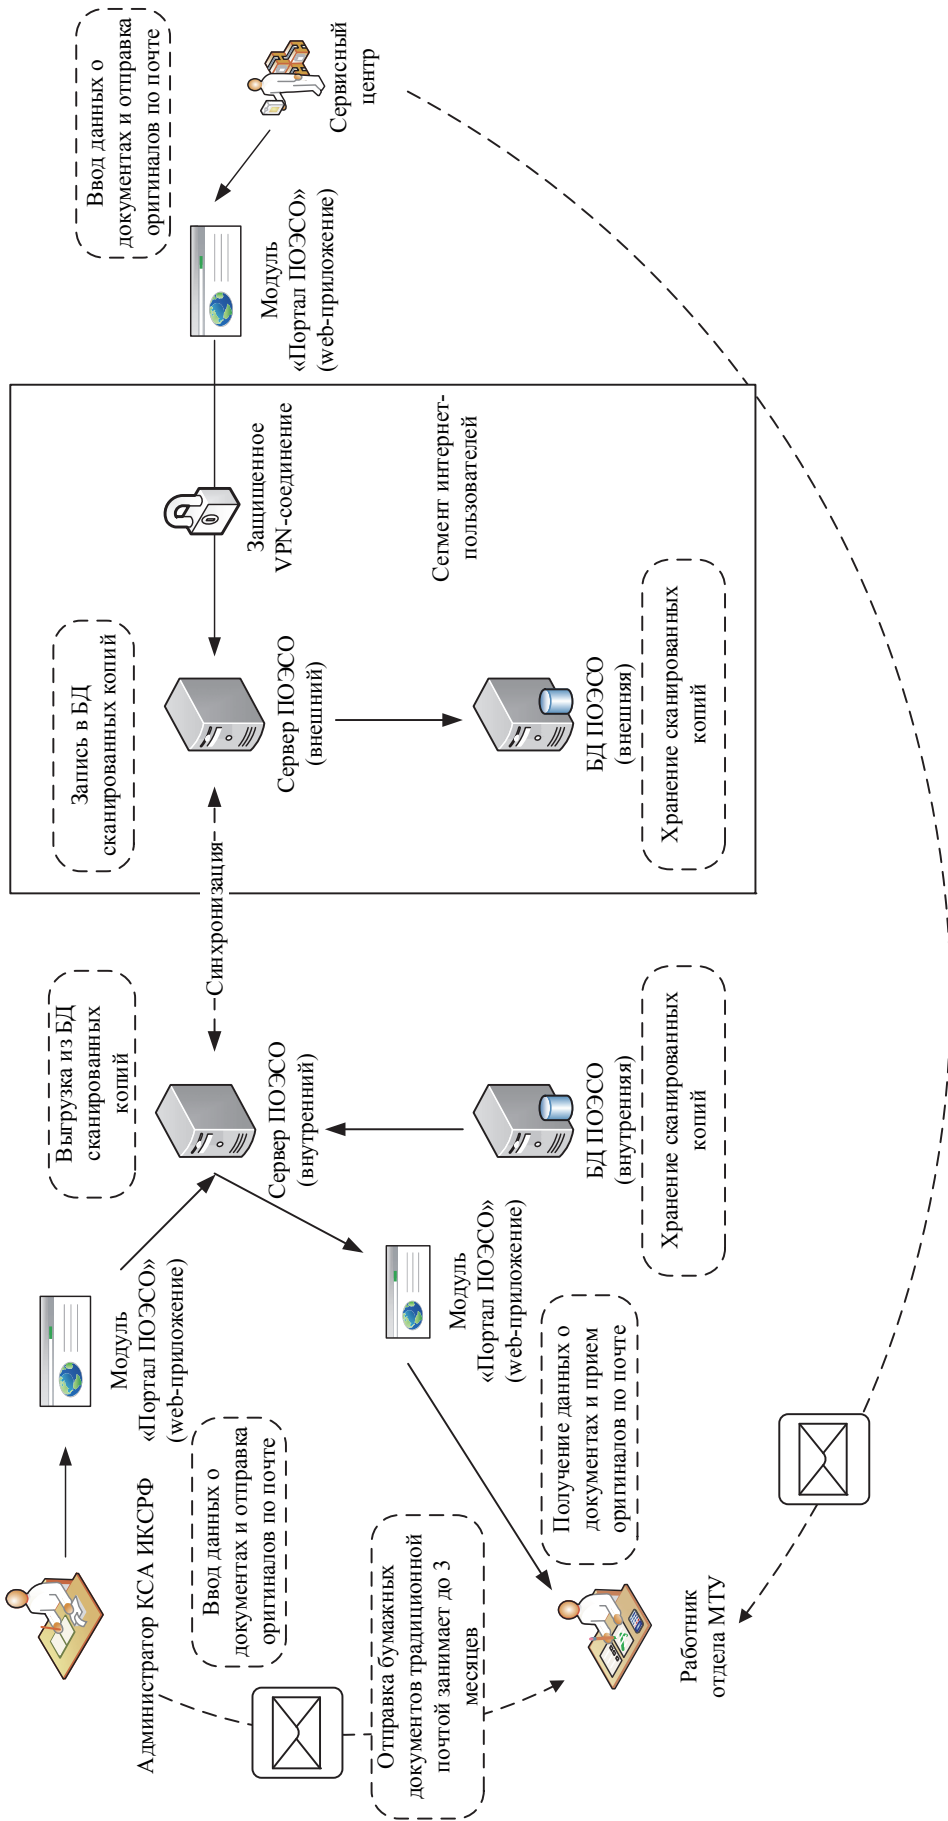 Администратор КСА ИКСРФ
Ввод данных о
документах и отправка
оригиналов по почте
Модуль
«Портал ПОЭСО»
(web-приложение)
Выгрузка из БД
сканированных
копий
Сервер ПОЭСО
(внутренний)
Синхронизация
Запись в БД
сканированных копий
Сервер ПОЭСО
(внешний)
Защищенное
VPN-соединение
Модуль
«Портал ПОЭСО»
(web-приложение)
Ввод данных о
документах и отправка
оригиналов по почте
Сервисный
центр
Отправка бумажных
документов традиционной
почтой занимает до 3
месяцев
Модуль
«Портал ПОЭСО»
(web-приложение)
Получение данных о
документах и прием
оригиналов по почте
БД ПОЭСО
(внутренняя)
Хранение сканированных
копий
БД ПОЭСО
(внешняя)
Хранение сканированных
копий
Сегмент интернет-
пользователей
Работник
отдела МТУ